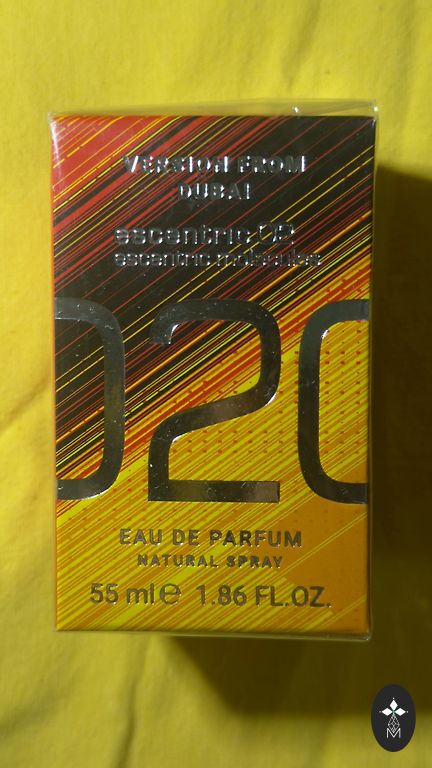 VERSION FROM
DUBAI
escentric 02
escentric molecules
020
EAU DE PARFUM
NATURAL SPRAY
55 ml ℮ 1.86 FL.OZ.
M